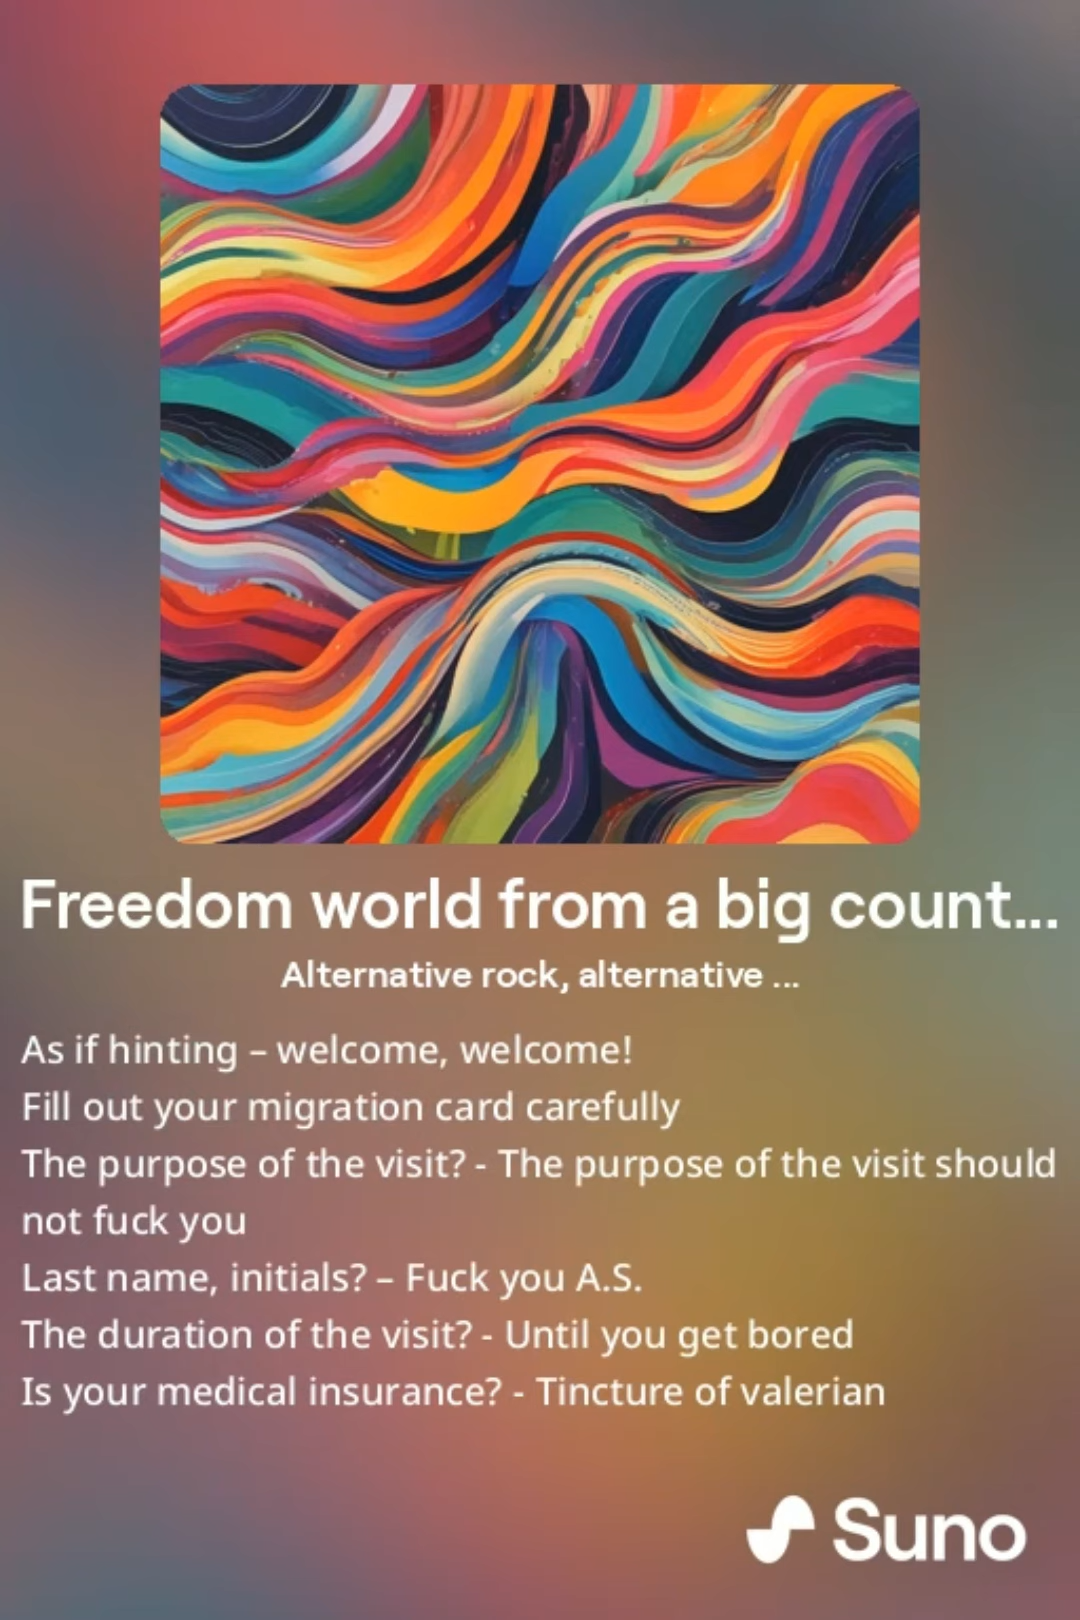 Freedom world from a big count...
Alternative rock, alternative ...
As if hinting – welcome, welcome!
Fill out your migration card carefully
The purpose of the visit? - The purpose of the visit should
not fuck you
Last name, initials? – Fuck you A.S.
The duration of the visit? - Until you get bored
Is your medical insurance? - Tincture of valerian
Suno